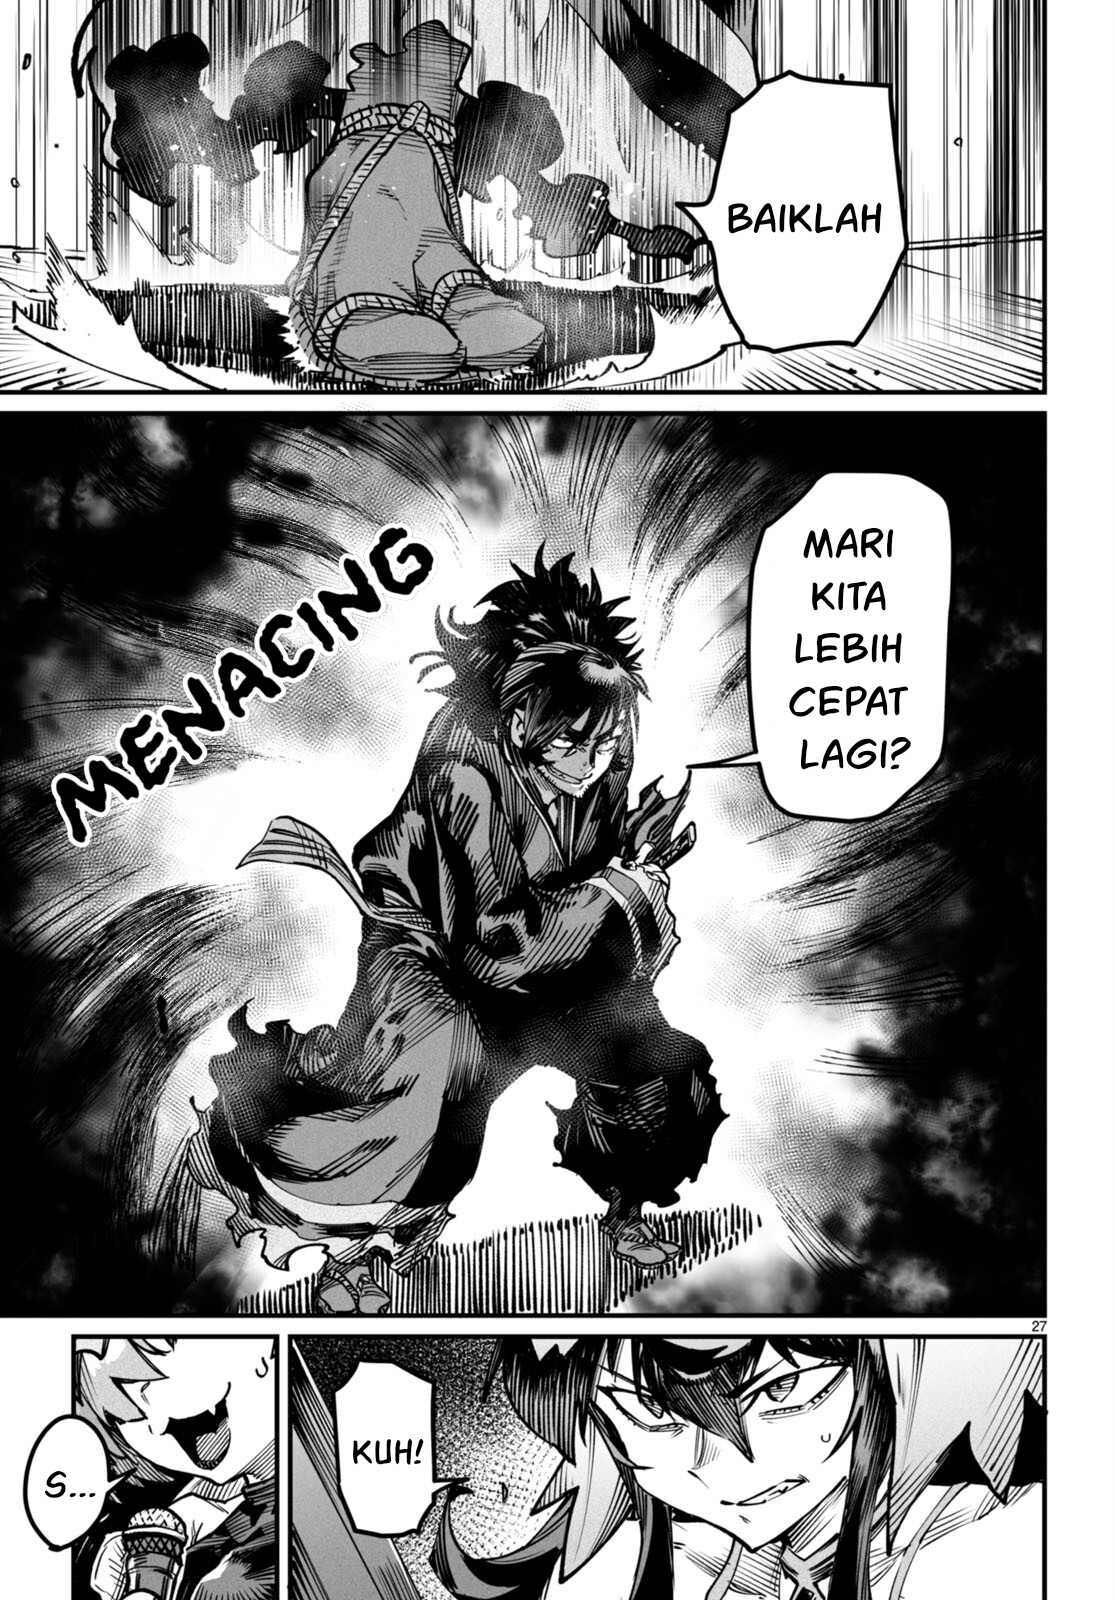 BAIKLAH
MARI
KITA
LEBIH
CEPAT
LAGI?
MENACING
27
KUH!
S...